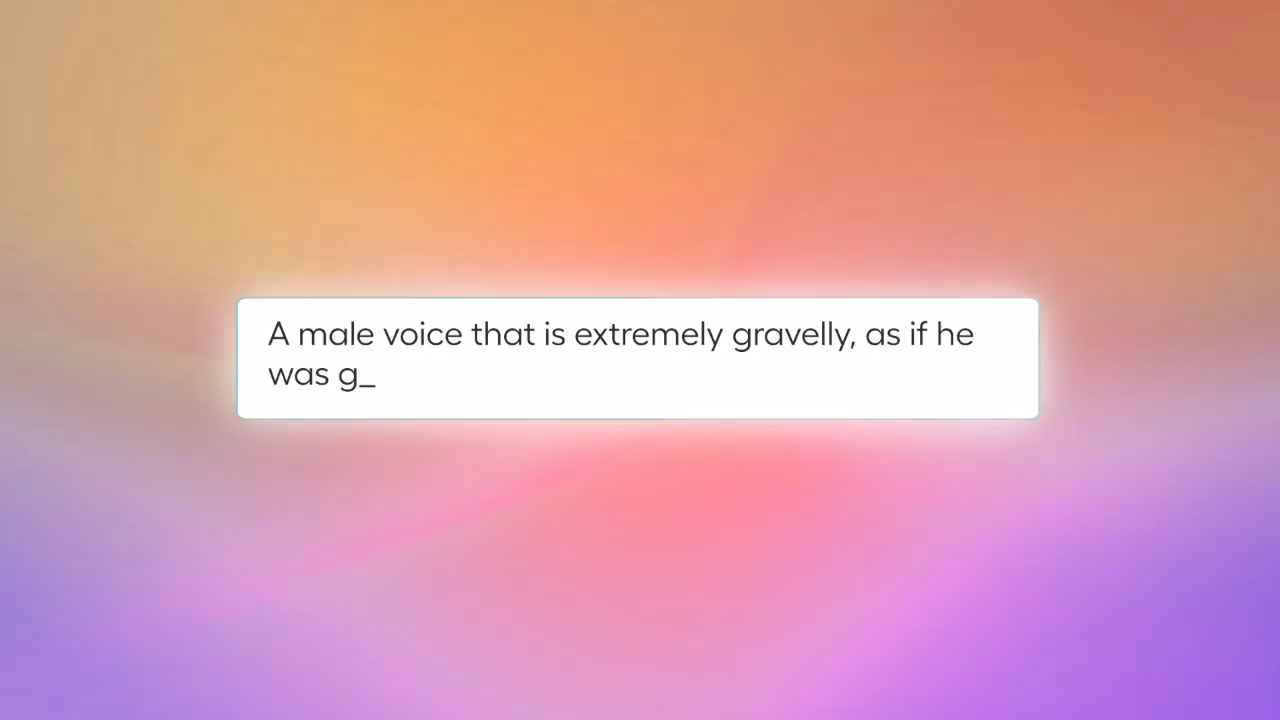 A male voice that is extremely gravelly, as if he
was g_